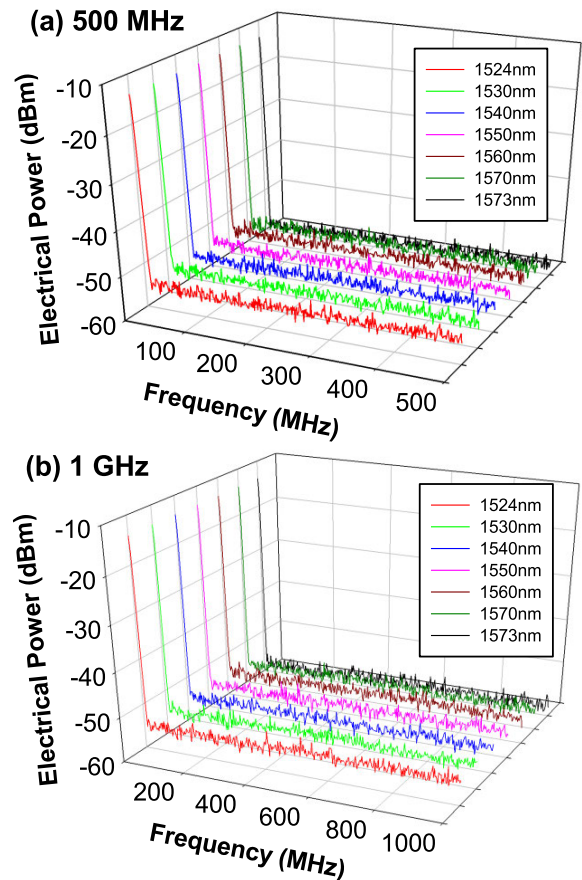 (a) 500 MHz
1524nm
1530nm
1540nm
1550nm
1560nm
1570nm
1573nm
Electrical Power (dBm)
-10
-20
-30
-40
-50
-60
100
200
300
400
500
Frequency (MHz)
(b) 1 GHz
1524nm
1530nm
1540nm
1550nm
1560nm
1570nm
1573nm
Electrical Power (dBm)
-10
-20
-30
-40
-50
-60
200
400
600
800
1000
Frequency (MHz)